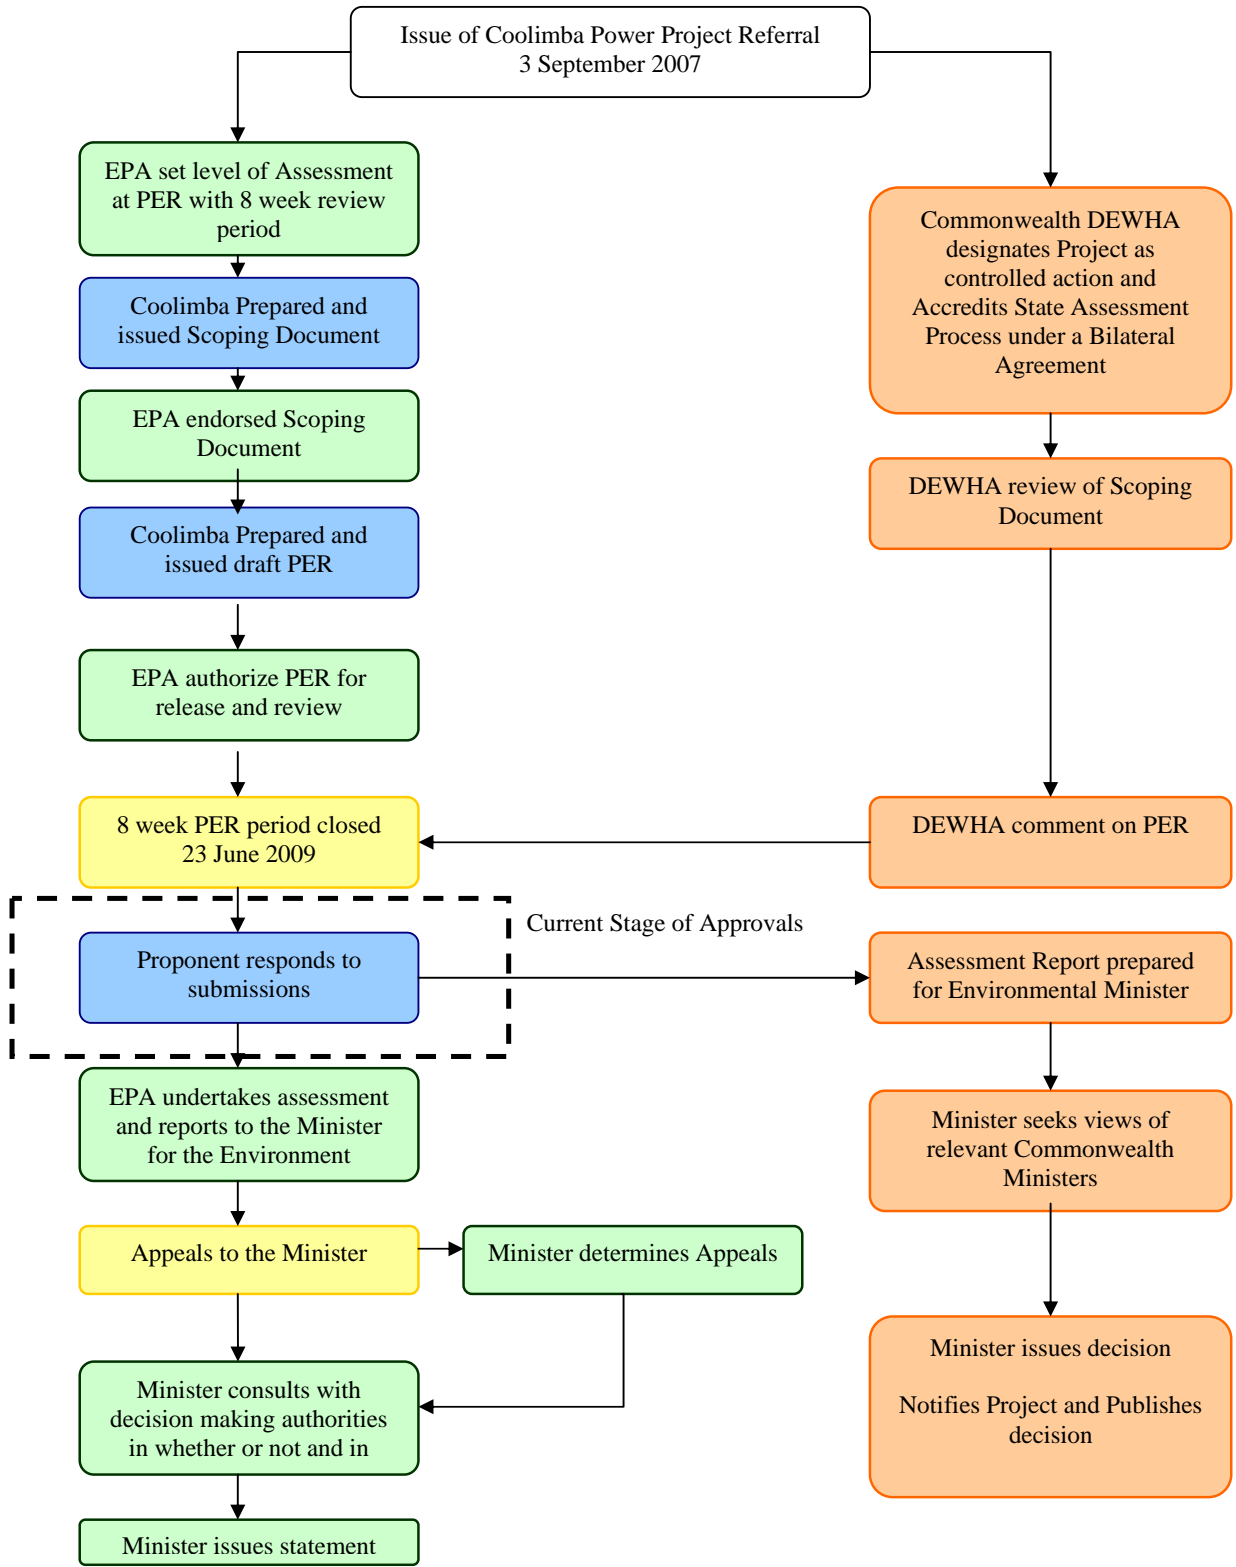 Issue of Coolimba Power Project Referral
3 September 2007
EPA set level of Assessment
at PER with 8 week review
period
Coolimba Prepared and
issued Scoping Document
EPA endorsed Scoping
Document
Coolimba Prepared and
issued draft PER
EPA authorize PER for
release and review
8 week PER period closed
23 June 2009
Current Stage of Approvals
Proponent responds to
submissions
EPA undertakes assessment
and reports to the Minister
for the Environment
Appeals to the Minister
Minister determines Appeals
Minister consults with
decision making authorities
in whether or not and in
Minister issues statement
Commonwealth DEWHA
designates Project as
controlled action and
Accredits State Assessment
Process under a Bilateral
Agreement
DEWHA review of Scoping
Document
DEWHA comment on PER
Assessment Report prepared
for Environmental Minister
Minister seeks views of
relevant Commonwealth
Ministers
Minister issues decision
Notifies Project and Publishes
decision